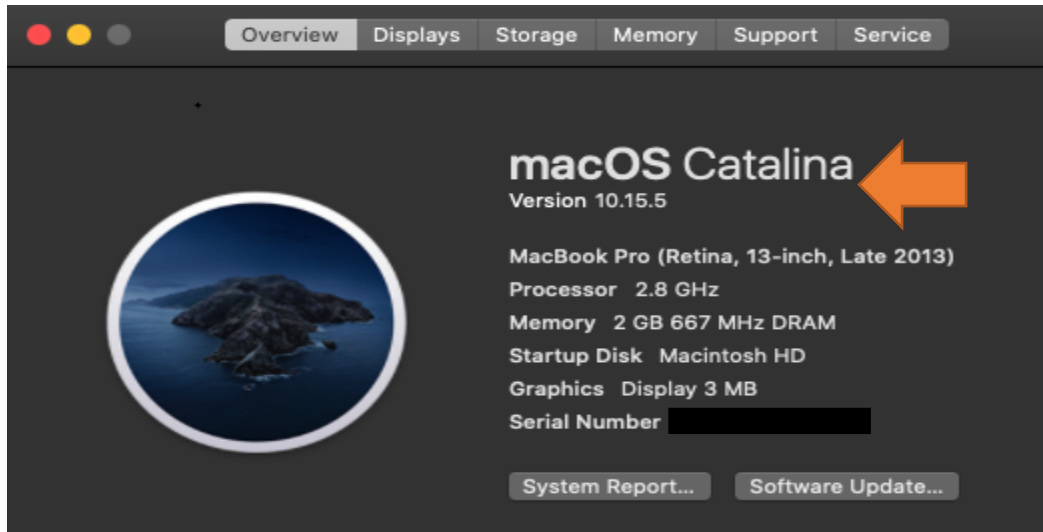 Overview Displays Storage Memory Support Service
macOS Catalina
Version 10.15.5
MacBook Pro (Retina, 13-inch, Late 2013)
Processor 2.8 GHz
Memory 2 GB 667 MHz DRAM
Startup Disk Macintosh HD
Graphics Display 3 MB
Serial Number
System Report... Software Update...